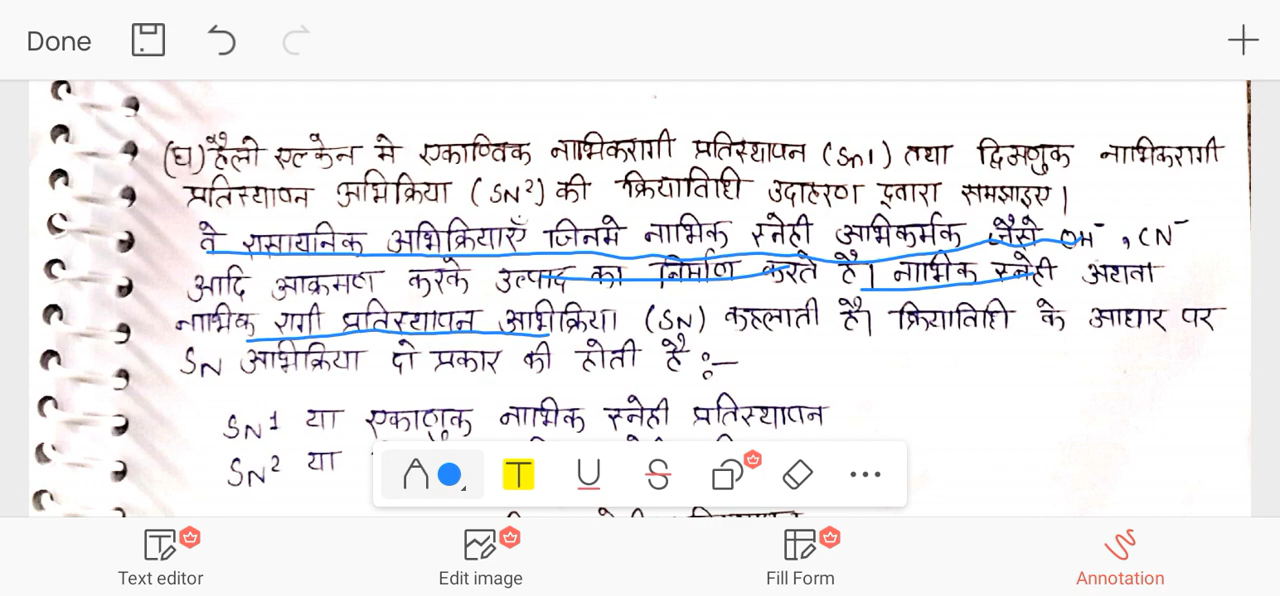 Done
(घ) हैलो एल्केन मे एकाण्विक नाभिकरागी प्रतिस्थापन (SN1) तथा द्विअणुक नाभिकरागी
प्रतिस्थापन अभिक्रिया (SN2) की क्रियाविधि उदाहरण द्वारा समझाइए।
वे रासायनिक अभिक्रियाएँ जिनमे नाभिक स्नेही अभिकर्मक जैसे OH⁻, CN⁻
आदि आक्रमण करके उत्पाद का निर्माण करते है। नाभिक स्नेही अथवा
नाभिक रागी प्रतिस्थापन अभिक्रिया (SN) कहलाती है। क्रियाविधि के आधार पर
SN अभिक्रिया दो प्रकार की होती है :-
SN1 या एकाणुक नाभिक स्नेही प्रतिस्थापन
SN2 या
T U S
Text editor Edit image Fill Form Annotation